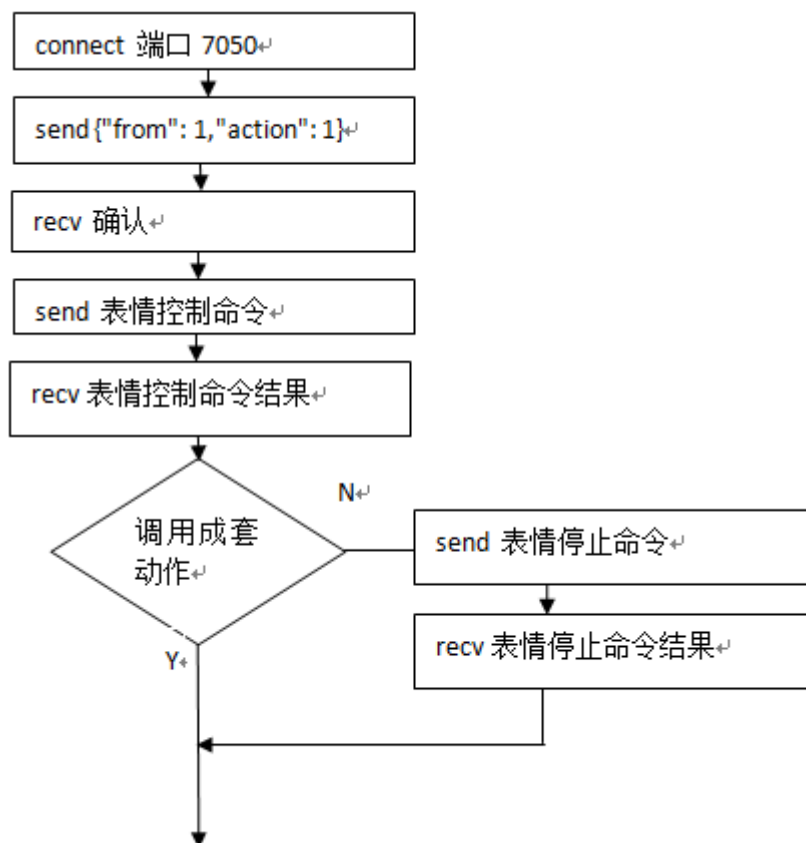 connect 端口 7050↵
send {"from": 1,"action": 1}↵
recv 确认↵
send 表情控制命令↵
recv 表情控制命令结果↵
N↵
调用成套
动作↵
send 表情停止命令↵
recv 表情停止命令结果↵
Y↵